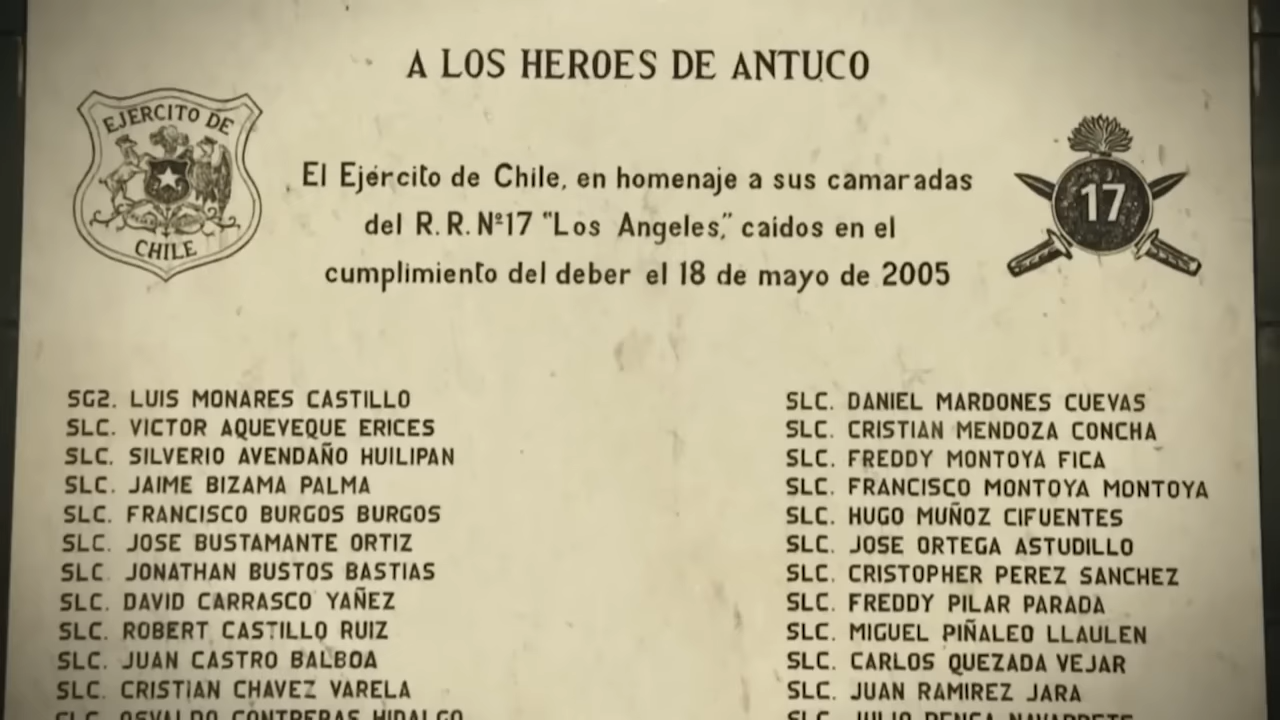 A LOS HEROES DE ANTUCO
EJERCITO DE
CHILE
El Ejército de Chile, en homenaje a sus camaradas
del R.R. Nº17 "Los Angeles," caidos en el
cumplimiento del deber el 18 de mayo de 2005
17
SG2. LUIS MONARES CASTILLO
SLC. VICTOR AQUEVEQUE ERICES
SLC. SILVERIO AVENDAÑO HUILIPAN
SLC. JAIME BIZAMA PALMA
SLC. FRANCISCO BURGOS BURGOS
SLC. JOSE BUSTAMANTE ORTIZ
SLC. JONATHAN BUSTOS BASTIAS
SLC. DAVID CARRASCO YAÑEZ
SLC. ROBERT CASTILLO RUIZ
SLC. JUAN CASTRO BALBOA
SLC. CRISTIAN CHAVEZ VARELA
SLC. OSVALDO CONTRERAS HIDALGO
SLC. DANIEL MARDONES CUEVAS
SLC. CRISTIAN MENDOZA CONCHA
SLC. FREDDY MONTOYA FICA
SLC. FRANCISCO MONTOYA MONTOYA
SLC. HUGO MUÑOZ CIFUENTES
SLC. JOSE ORTEGA ASTUDILLO
SLC. CRISTOPHER PEREZ SANCHEZ
SLC. FREDDY PILAR PARADA
SLC. MIGUEL PIÑALEO LLAULEN
SLC. CARLOS QUEZADA VEJAR
SLC. JUAN RAMIREZ JARA
SLC. JULIO